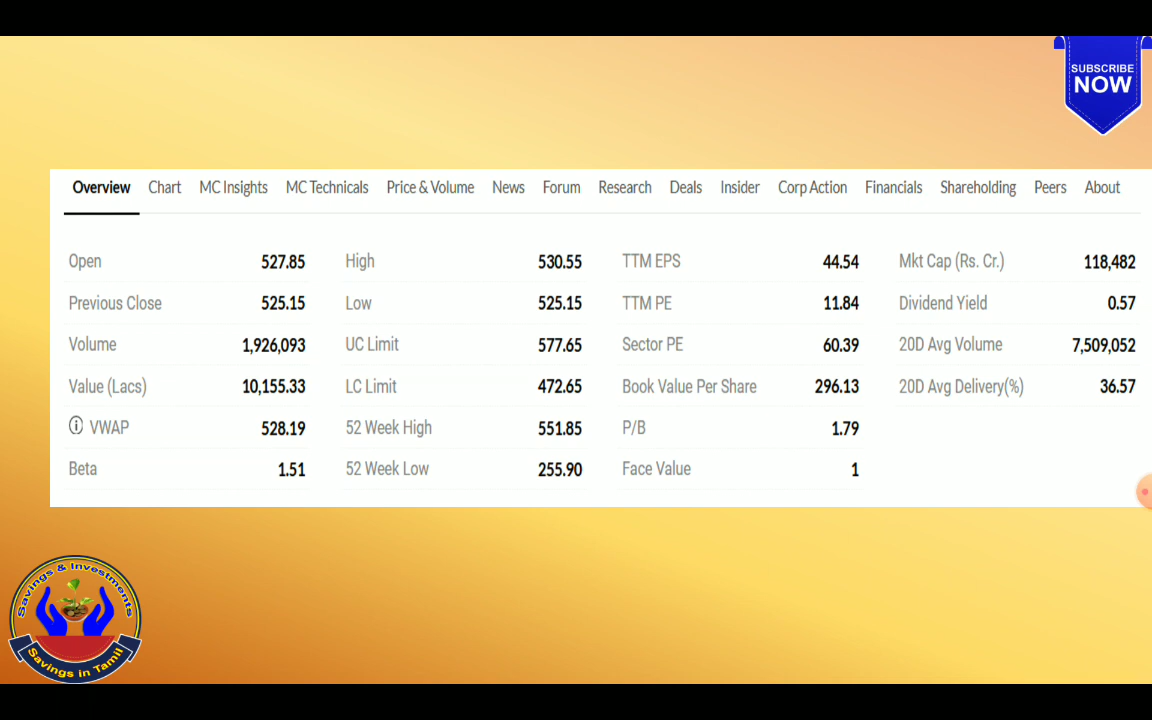 SUBSCRIBE
NOW
Overview Chart MC Insights MC Technicals Price & Volume News Forum Research Deals Insider Corp Action Financials Shareholding Peers About
Open 527.85 High 530.55 TTM EPS 44.54 Mkt Cap (Rs. Cr.) 118,482
Previous Close 525.15 Low 525.15 TTM PE 11.84 Dividend Yield 0.57
Volume 1,926,093 UC Limit 577.65 Sector PE 60.39 20D Avg Volume 7,509,052
Value (Lacs) 10,155.33 LC Limit 472.65 Book Value Per Share 296.13 20D Avg Delivery(%) 36.57
VWAP 528.19 52 Week High 551.85 P/B 1.79
Beta 1.51 52 Week Low 255.90 Face Value 1
Savings & Investments
Savings in Tamil